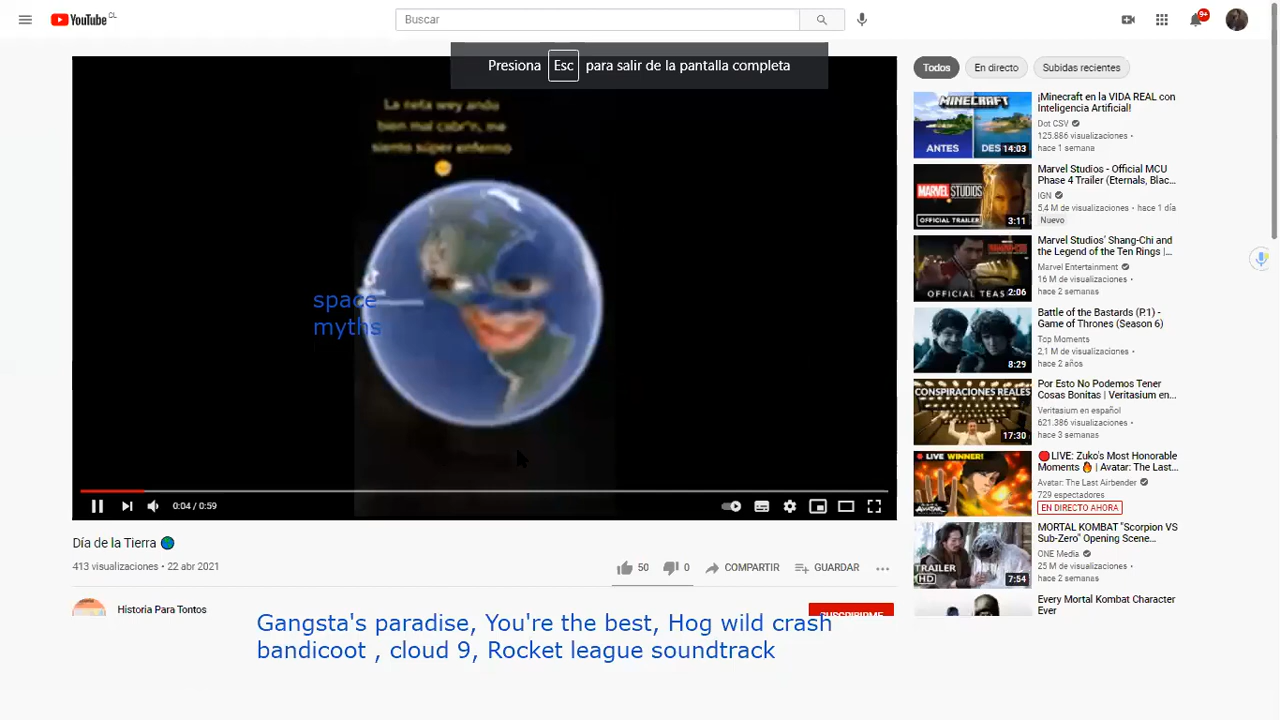 YouTube CL
Buscar
9+
Presiona Esc para salir de la pantalla completa
La neta wey ando
bien mal cabr*n, me
siento súper enfermo
space
myths
0:04 / 0:59
Día de la Tierra
413 visualizaciones • 22 abr 2021
50
0
COMPARTIR
GUARDAR
Historia Para Tontos
SUSCRIBIRME
Gangsta's paradise, You're the best, Hog wild crash
bandicoot , cloud 9, Rocket league soundtrack
Todos
En directo
Subidas recientes
MINECRAFT
ANTES
DES
14:03
¡Minecraft en la VIDA REAL con
Inteligencia Artificial!
Dot CSV
125.886 visualizaciones •
hace 1 semana
MARVEL STUDIOS
OFFICIAL TRAILER
3:11
Marvel Studios - Official MCU
Phase 4 Trailer (Eternals, Blac...
IGN
5,4 M de visualizaciones • hace 1 día
Nuevo
OFFICIAL TEAS
2:06
Marvel Studios' Shang-Chi and
the Legend of the Ten Rings |...
Marvel Entertainment
16 M de visualizaciones •
hace 2 semanas
8:29
Battle of the Bastards (P.1) -
Game of Thrones (Season 6)
Top Moments
2,1 M de visualizaciones •
hace 2 años
CONSPIRACIONES REALES
17:30
Por Esto No Podemos Tener
Cosas Bonitas | Veritasium en...
Veritasium en español
621.386 visualizaciones •
hace 3 semanas
LIVE WINNER!
LIVE: Zuko's Most Honorable
Moments | Avatar: The Last...
Avatar: The Last Airbender
729 espectadores
EN DIRECTO AHORA
TRAILER
HD
7:54
MORTAL KOMBAT "Scorpion VS
Sub-Zero" Opening Scene...
ONE Media
25 M de visualizaciones •
hace 2 semanas
Every Mortal Kombat Character
Ever